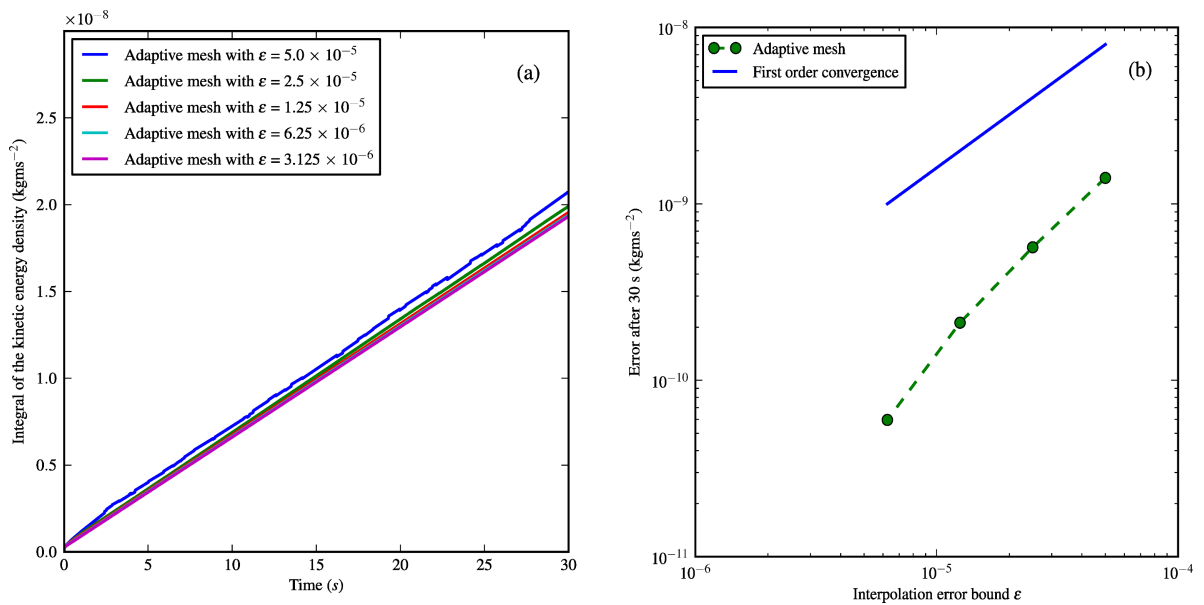 ×10⁻⁸
Adaptive mesh with ε = 5.0 × 10⁻⁵
Adaptive mesh with ε = 2.5 × 10⁻⁵
Adaptive mesh with ε = 1.25 × 10⁻⁵
Adaptive mesh with ε = 6.25 × 10⁻⁶
Adaptive mesh with ε = 3.125 × 10⁻⁶
(a)
Integral of the kinetic energy density (kgms⁻²)
2.5
2.0
1.5
1.0
0.5
0.0
0 5 10 15 20 25 30
Time (s)
Adaptive mesh
First order convergence
(b)
Error after 30 s (kgms⁻²)
10⁻⁸
10⁻⁹
10⁻¹⁰
10⁻¹¹
10⁻⁶ 10⁻⁵ 10⁻⁴
Interpolation error bound ε